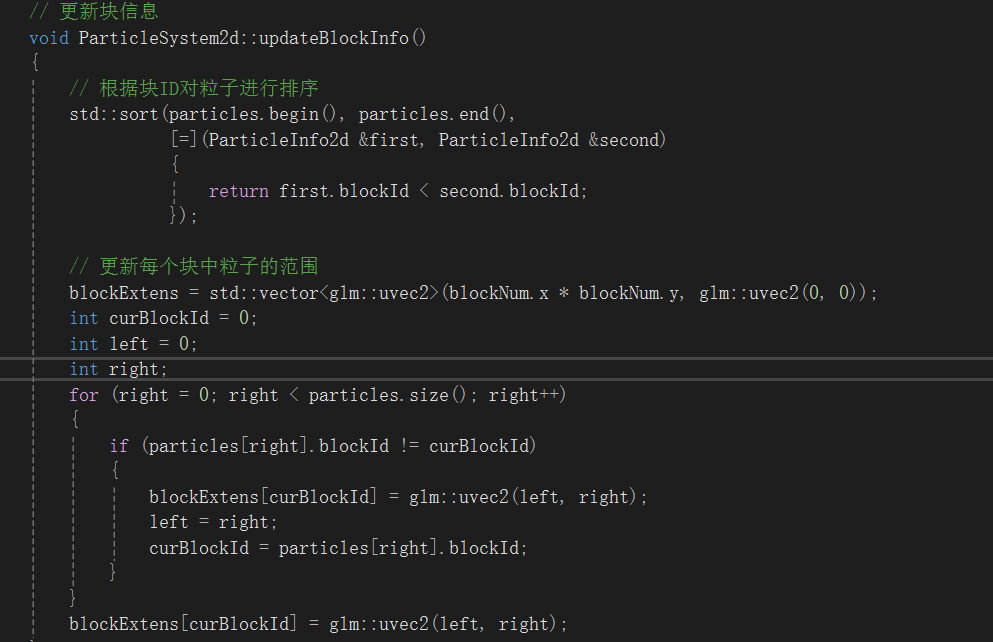 // 更新块信息
void ParticleSystem2d::updateBlockInfo()
{
// 根据块ID对粒子进行排序
std::sort(particles.begin(), particles.end(),
[=](ParticleInfo2d &first, ParticleInfo2d &second)
{
return first.blockId < second.blockId;
});
// 更新每个块中粒子的范围
blockExtens = std::vector<glm::uvec2>(blockNum.x * blockNum.y, glm::uvec2(0, 0));
int curBlockId = 0;
int left = 0;
int right;
for (right = 0; right < particles.size(); right++)
{
if (particles[right].blockId != curBlockId)
{
blockExtens[curBlockId] = glm::uvec2(left, right);
left = right;
curBlockId = particles[right].blockId;
}
}
blockExtens[curBlockId] = glm::uvec2(left, right);